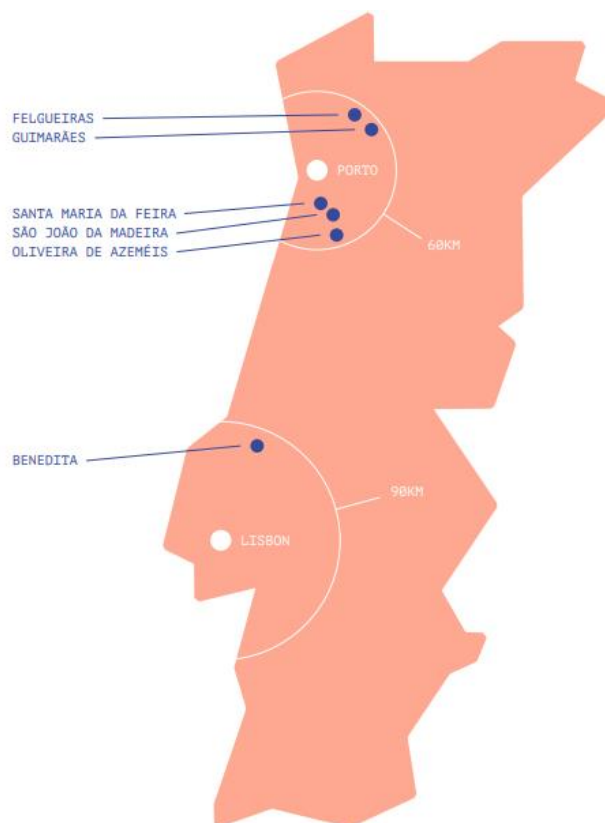 FELGUEIRAS
GUIMARÃES
PORTO
SANTA MARIA DA FEIRA
SÃO JOÃO DA MADEIRA
OLIVEIRA DE AZEMÉIS
60KM
BENEDITA
90KM
LISBON